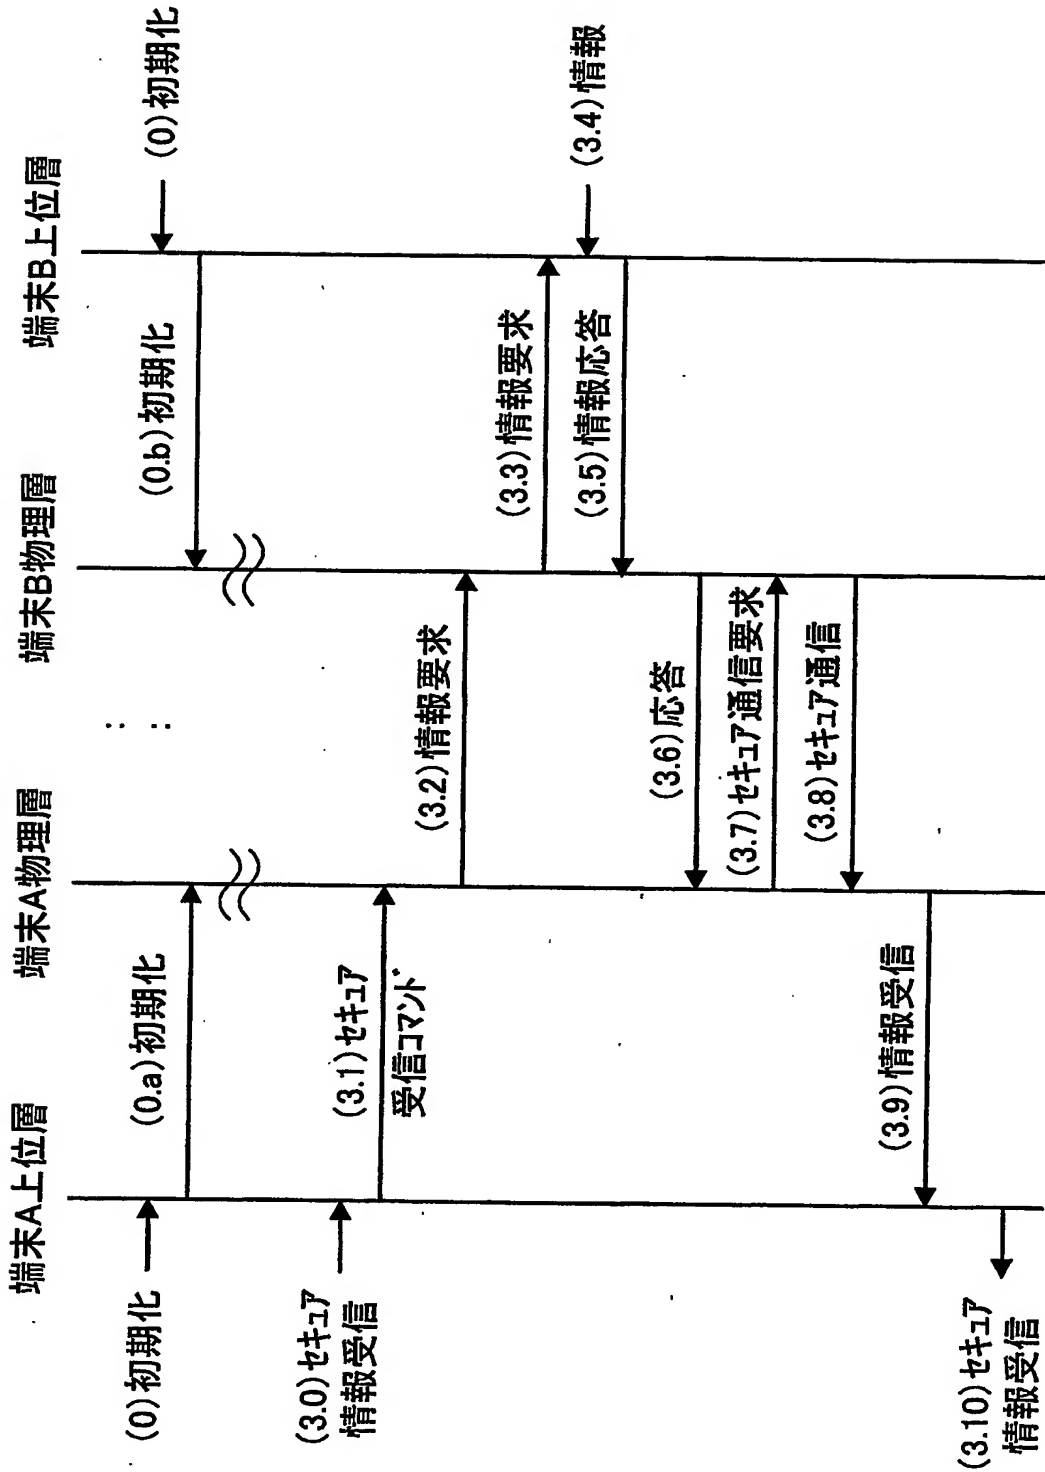 端末A上位層
端末A物理層
端末B物理層
端末B上位層
(0)初期化
(0.a)初期化
(0.b)初期化
(0)初期化
(3.0)セキュア
情報受信
(3.1)セキュア
受信コマンド
(3.2)情報要求
(3.3)情報要求
(3.4)情報
(3.5)情報応答
(3.6)応答
(3.7)セキュア通信要求
(3.8)セキュア通信
(3.9)情報受信
(3.10)セキュア
情報受信